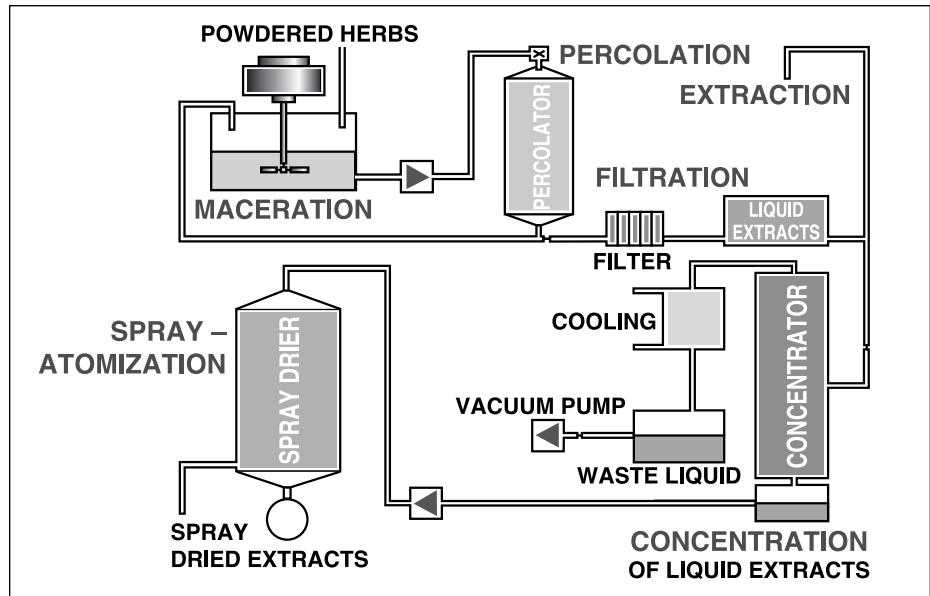 POWDERED HERBS
PERCOLATION
EXTRACTION
PERCOLATOR
MACERATION
FILTRATION
LIQUID
EXTRACTS
FILTER
COOLING
CONCENTRATOR
SPRAY –
ATOMIZATION
SPRAY DRIER
VACUUM PUMP
WASTE LIQUID
SPRAY
DRIED EXTRACTS
CONCENTRATION
OF LIQUID EXTRACTS